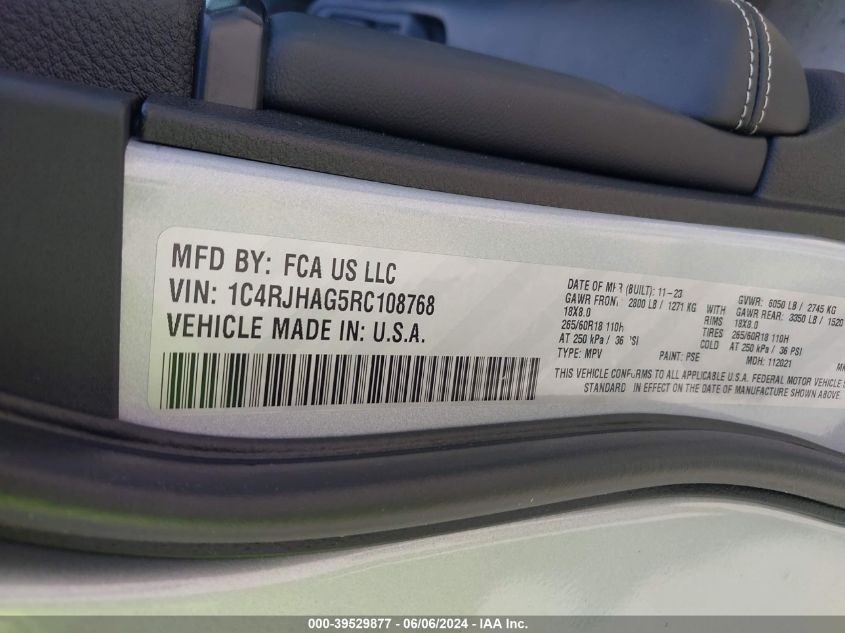 MFD BY: FCA US LLC
VIN: 1C4RJHAG5RC108768
VEHICLE MADE IN: U.S.A.
DATE OF MFR (BUILT): 11-23 GVWR: 6050 LB / 2745 KG
GAWR FRONT: 2800 LB / 1271 KG WITH GAWR REAR: 3350 LB / 1520
18X8.0 RIMS 18X8.0
265/60R18 110H TIRES 265/60R18 110H
AT 250 kPa / 36 PSI COLD AT 250 kPa / 36 PSI
TYPE: MPV PAINT: PSE MDH: 112021
THIS VEHICLE CONFORMS TO ALL APPLICABLE U.S.A. FEDERAL MOTOR VEHICLE
STANDARD IN EFFECT ON THE DATE OF MANUFACTURE SHOWN ABOVE
000-39529877 - 06/06/2024 - IAA Inc.